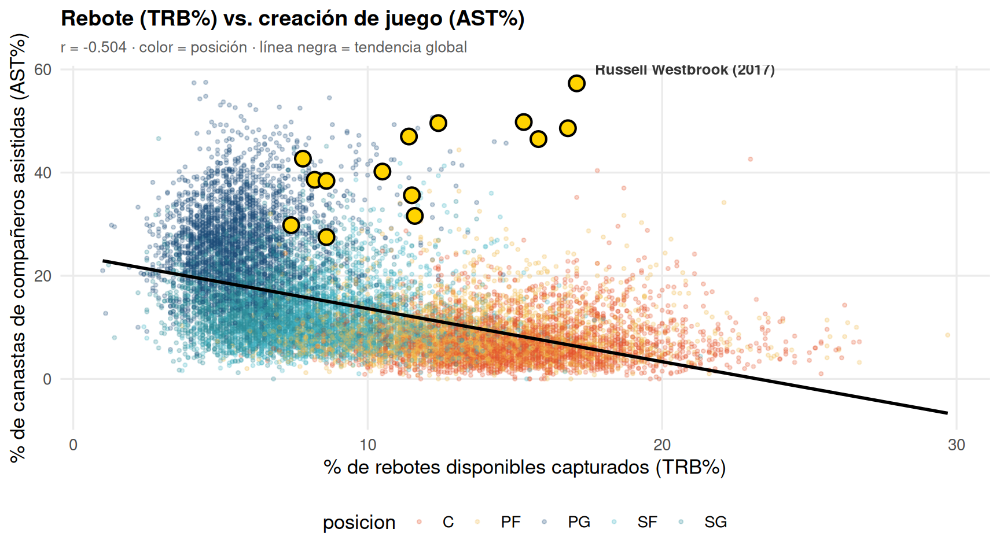 Rebote (TRB%) vs. creación de juego (AST%)
r = -0.504 · color = posición · línea negra = tendencia global
% de canastas de compañeros asistidas (AST%)
60
40
20
0
Russell Westbrook (2017)
0 10 20 30
% de rebotes disponibles capturados (TRB%)
posicion C PF PG SF SG